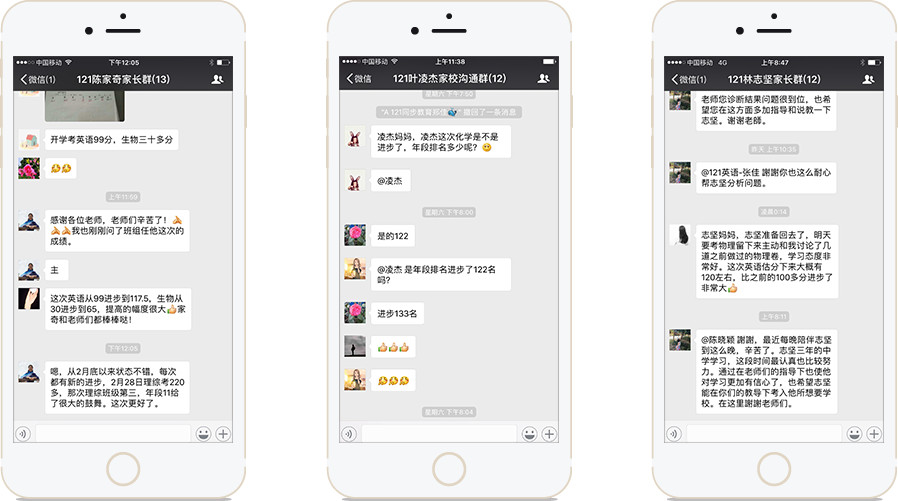 中国移动 下午12:05
微信(1) 121陈家奇家长群(13)
开学考英语99分，生物三十多分
上午11:59
感谢各位老师，老师们辛苦了！
我也刚刚问了班组任他这次的
成绩。
主
这次英语从99进步到117.5，生物从
30进步到65，提高的幅度很大家
奇和老师们都棒棒哒！
下午12:05
嗯，从2月底以来状态不错。每次
都有新的进步，2月28日理综考220
多，那次理综班级第三，年段11给
了很大的鼓舞。这次更好了。
中国移动 上午11:38
微信 121叶凌杰家校沟通群(12)
星期六 下午7:50
"A 121同步教育郑佳 " 撤回了一条消息
凌杰妈妈，凌杰这次化学是不是
进步了，年段排名多少呢？
@凌杰
星期六 下午8:00
是的122
@凌杰 是年段排名进步了122名
吗？
进步133名
星期六 下午8:04
中国移动 4G 上午8:47
微信(1) 121林志坚家长群(12)
老师您诊断结果问题很到位，也希
望您在这方面多加指导和说教一下
志坚。谢谢老師。
昨天 上午10:35
@121英语-张佳 謝謝你也这么耐心
帮志坚分析问题。
凌晨0:14
志坚妈妈，志坚准备回去了，明天
要考物理留下来主动和我讨论了几
道之前做过的物理卷，学习态度非
常好。这次英语估分下来大概有
120左右，比之前的100多分进步了
非常大
上午8:11
@陈晓颖 謝謝，最近每晚陪伴志坚
到这么晚，辛苦了。志坚三年的中
学学习，这段时间最认真也比较努
力。通过在老师们的指导下也使他
对学习更加有信心了，也希望志坚
能在你们的教导下考入他所想要学
校。在这里謝謝老师们。